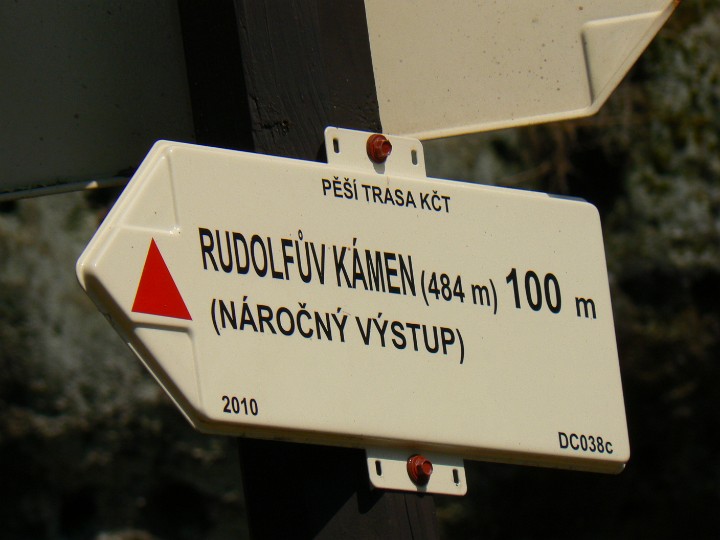 PĚŠÍ TRASA KČT
RUDOLFŮV KÁMEN (484 m) 100 m
(NÁROČNÝ VÝSTUP)
2010
DC038c